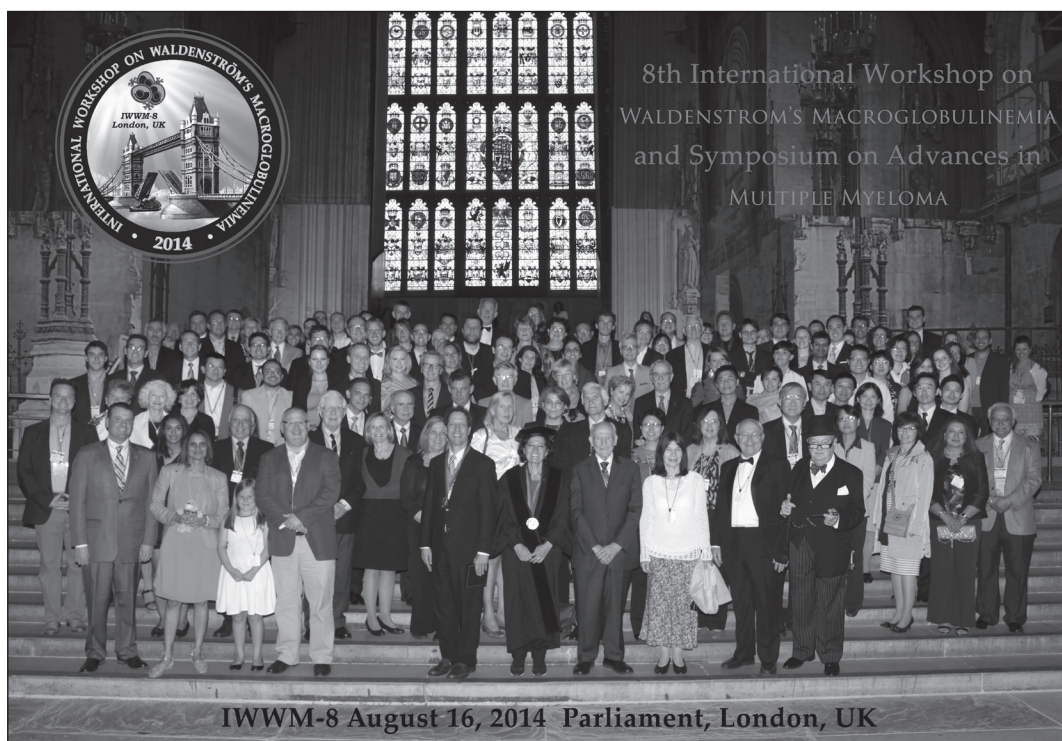 INTERNATIONAL WORKSHOP ON WALDENSTRÖM'S MACROGLOBULINEMIA
IWWM-8
London, UK
• 2014 •
8th International Workshop on
WALDENSTROM'S MACROGLOBULINEMIA
and Symposium on Advances in
MULTIPLE MYELOMA
IWWM-8 August 16, 2014 Parliament, London, UK